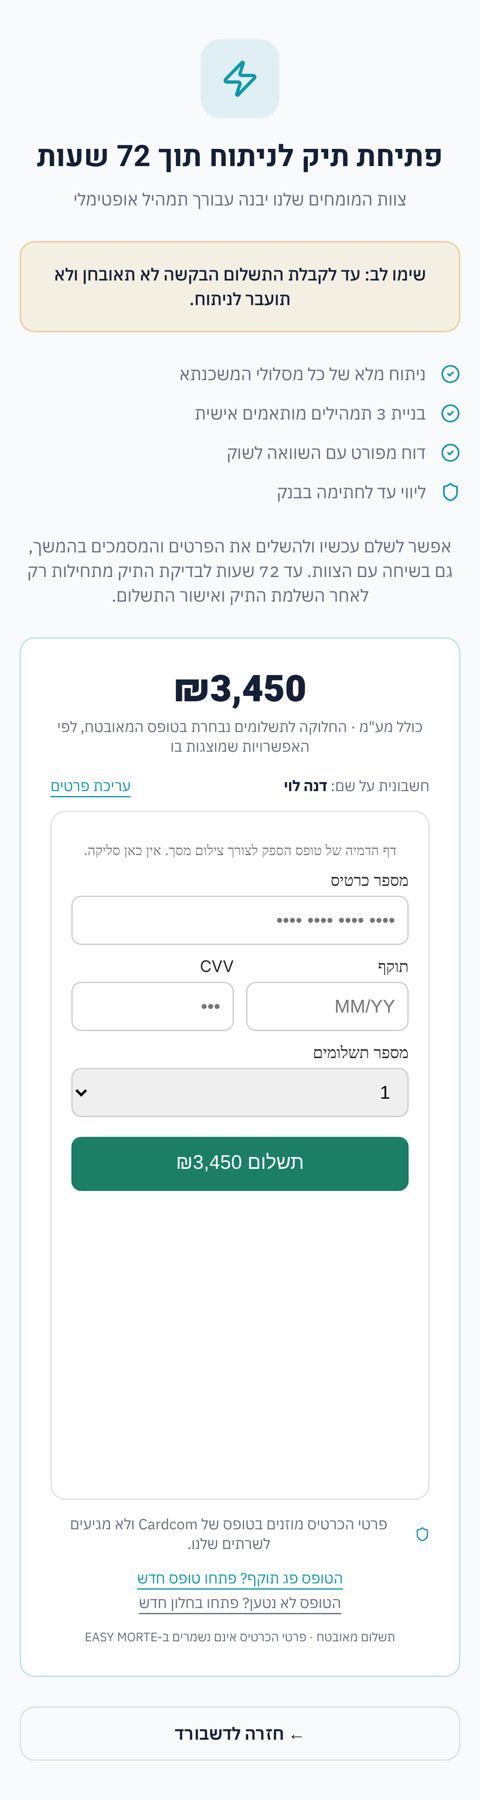 פתיחת תיק לניתוח תוך 72 שעות
צוות המומחים שלנו יבנה עבורך תמהיל אופטימלי
שימו לב: עד לקבלת התשלום הבקשה לא תאובחן ולא
תועבר לניתוח.
ניתוח מלא של כל מסלולי המשכנתא
בניית 3 תמהילים מותאמים אישית
דוח מפורט עם השוואה לשוק
ליווי עד לחתימה בבנק
אפשר לשלם עכשיו ולהשלים את הפרטים והמסמכים בהמשך,
גם בשיחה עם הצוות. עד 72 שעות לבדיקת התיק מתחילות רק
לאחר השלמת התיק ואישור התשלום.
₪3,450
כולל מע"מ · החלוקה לתשלומים נבחרת בטופס המאובטח, לפי
האפשרויות שמוצגות בו
חשבונית על שם: דנה לוי
עריכת פרטים
דף הדמיה של טופס הספק לצורך צילום מסך. אין כאן סליקה.
מספר כרטיס
•••• •••• •••• ••••
תוקף
CVV
MM/YY
•••
מספר תשלומים
1
תשלום ₪3,450
פרטי הכרטיס מוזנים בטופס של Cardcom ולא מגיעים
לשרתים שלנו.
הטופס פג תוקף? פתחו טופס חדש
הטופס לא נטען? פתחו בחלון חדש
תשלום מאובטח · פרטי הכרטיס אינם נשמרים ב-EASY MORTE
← חזרה לדשבורד